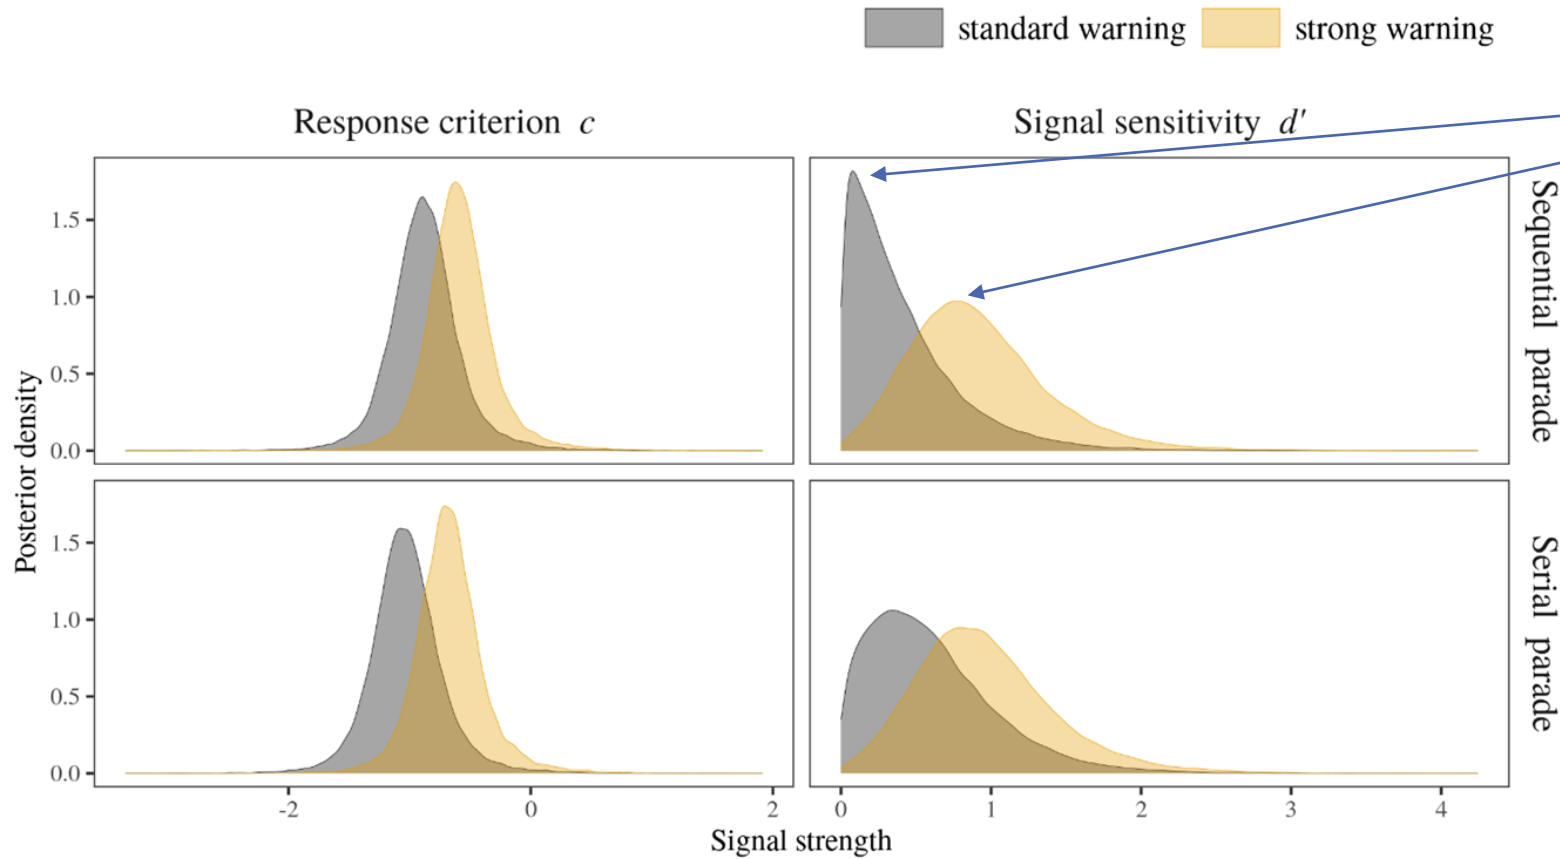 standard warning strong warning
Response criterion c
Signal sensitivity d'
Posterior density
1.5
1.0
0.5
0.0
Sequential parade
1.5
1.0
0.5
0.0
Serial parade
-2 0 2
0 1 2 3 4
Signal strength